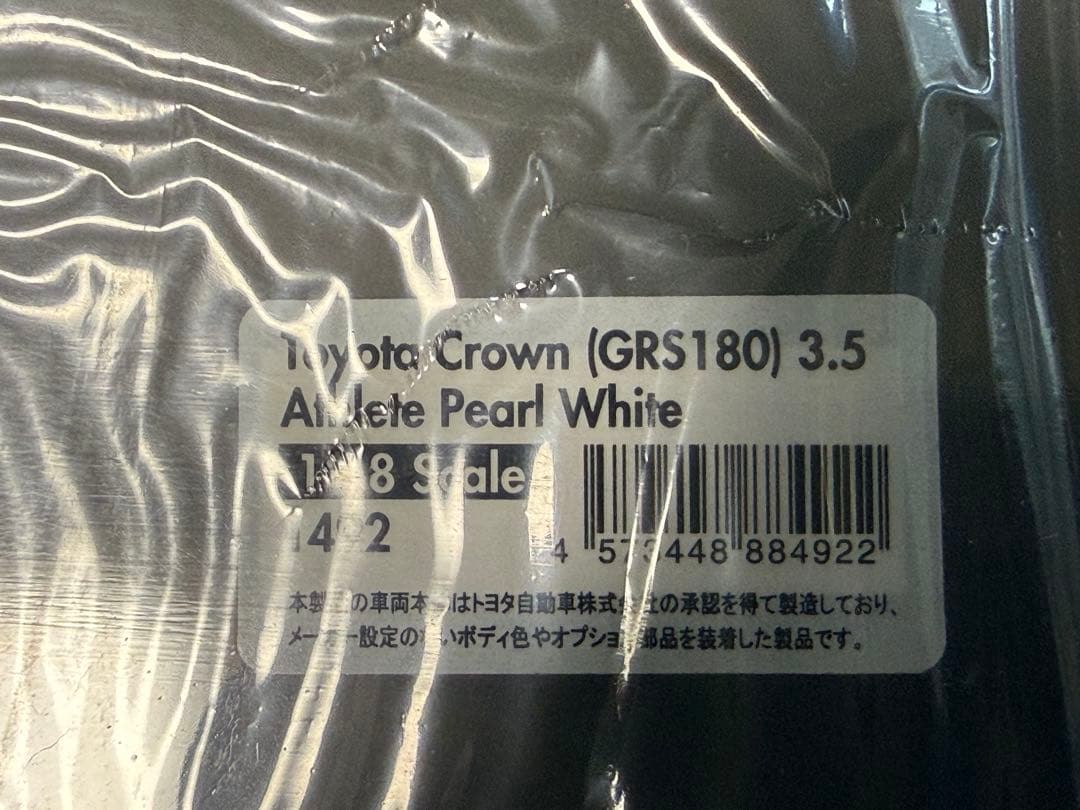 Toyota Crown (GRS180) 3.5
Athlete Pearl White
Scale
4 573448 884922
本製品の車両本体はトヨタ自動車株式会社の承認を得て製造しており、
メーカー設定のないボディ色やオプション部品を装着した製品です。